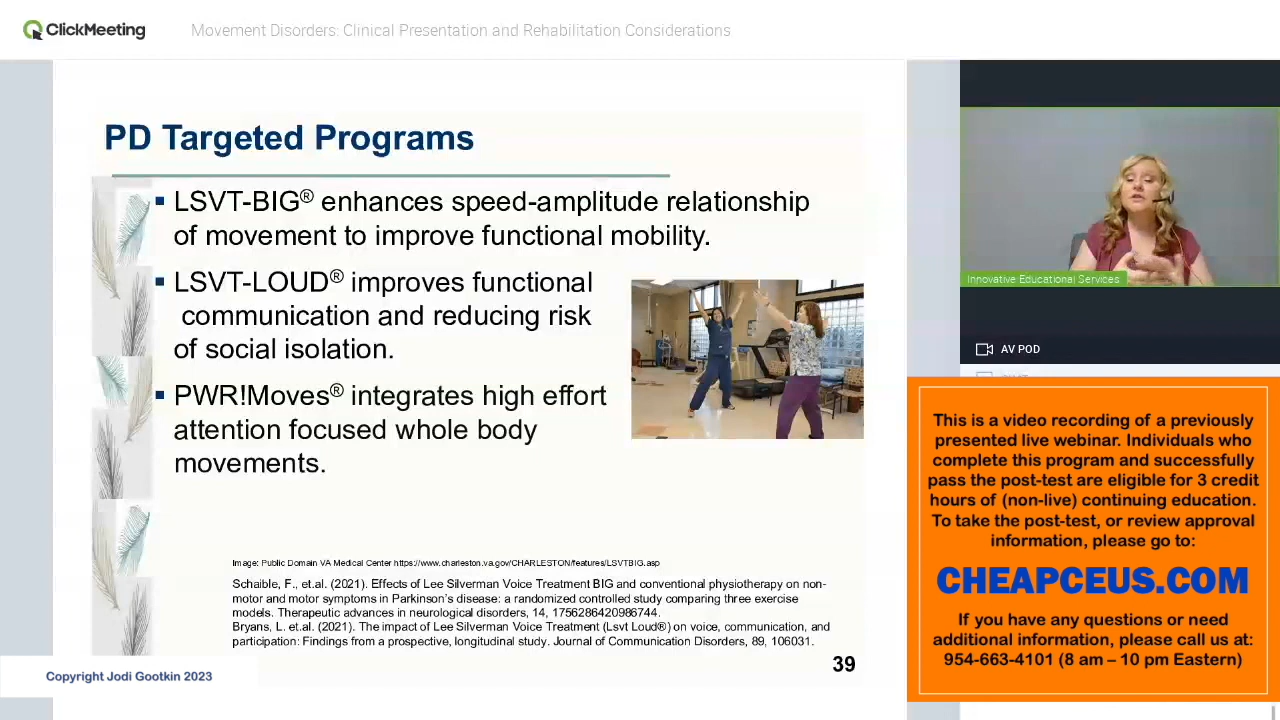 ClickMeeting
Movement Disorders: Clinical Presentation and Rehabilitation Considerations
PD Targeted Programs
▪ LSVT-BIG® enhances speed-amplitude relationship
of movement to improve functional mobility.
▪ LSVT-LOUD® improves functional
communication and reducing risk
of social isolation.
▪ PWR!Moves® integrates high effort
attention focused whole body
movements.
Image: Public Domain VA Medical Center https://www.charleston.va.gov/CHARLESTON/features/LSVTBIG.asp
Schaible, F., et.al. (2021). Effects of Lee Silverman Voice Treatment BIG and conventional physiotherapy on non-
motor and motor symptoms in Parkinson's disease: a randomized controlled study comparing three exercise
models. Therapeutic advances in neurological disorders, 14, 1756286420986744.
Bryans, L. et.al. (2021). The impact of Lee Silverman Voice Treatment (Lsvt Loud®) on voice, communication, and
participation: Findings from a prospective, longitudinal study. Journal of Communication Disorders, 89, 106031.
39
Copyright Jodi Gootkin 2023
Innovative Educational Services
AV POD
This is a video recording of a previously
presented live webinar. Individuals who
complete this program and successfully
pass the post-test are eligible for 3 credit
hours of (non-live) continuing education.
To take the post-test, or review approval
information, please go to:
CHEAPCEUS.COM
If you have any questions or need
additional information, please call us at:
954-663-4101 (8 am – 10 pm Eastern)